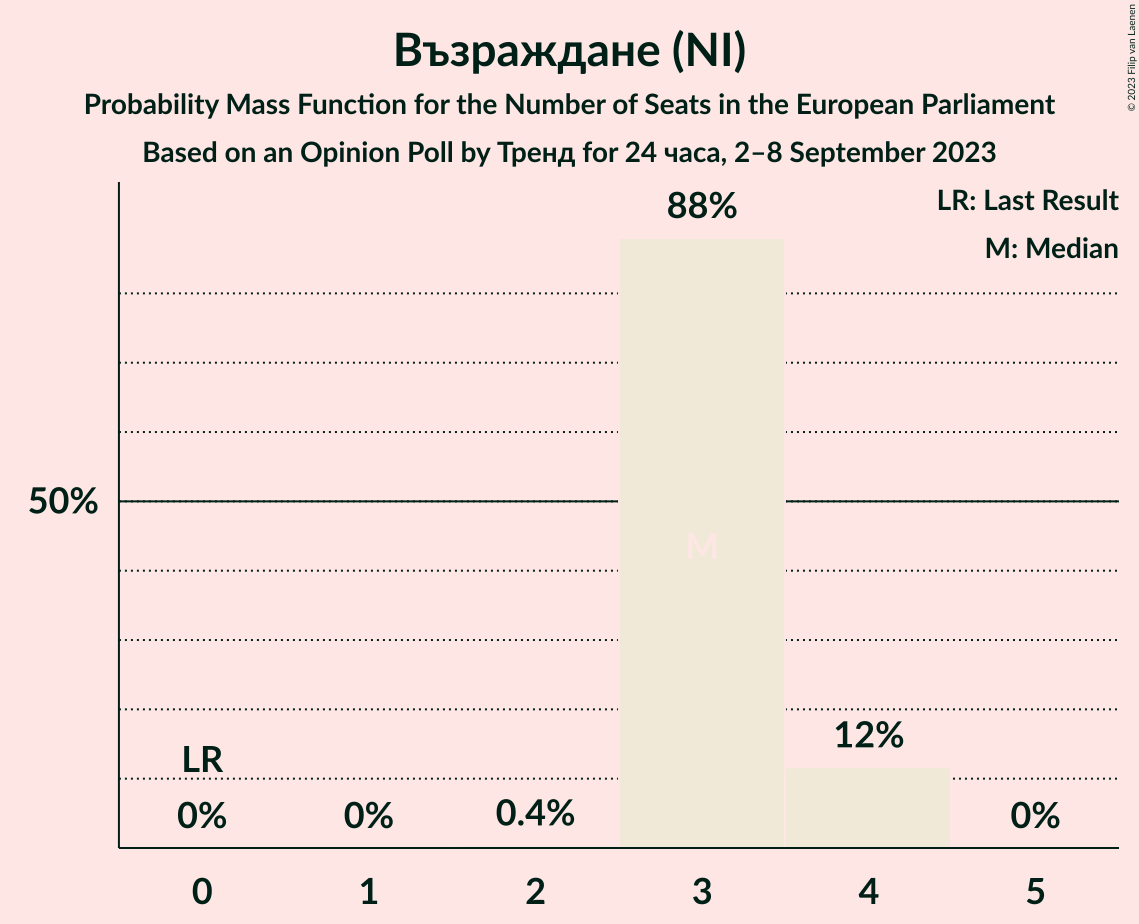 Възраждане (NI)
Probability Mass Function for the Number of Seats in the European Parliament
Based on an Opinion Poll by Тренд for 24 часа, 2–8 September 2023
© 2023 Filip van Laenen
LR: Last Result
M: Median
88%
50%
M
12%
LR
0% 0% 0.4% 0%
0 1 2 3 4 5